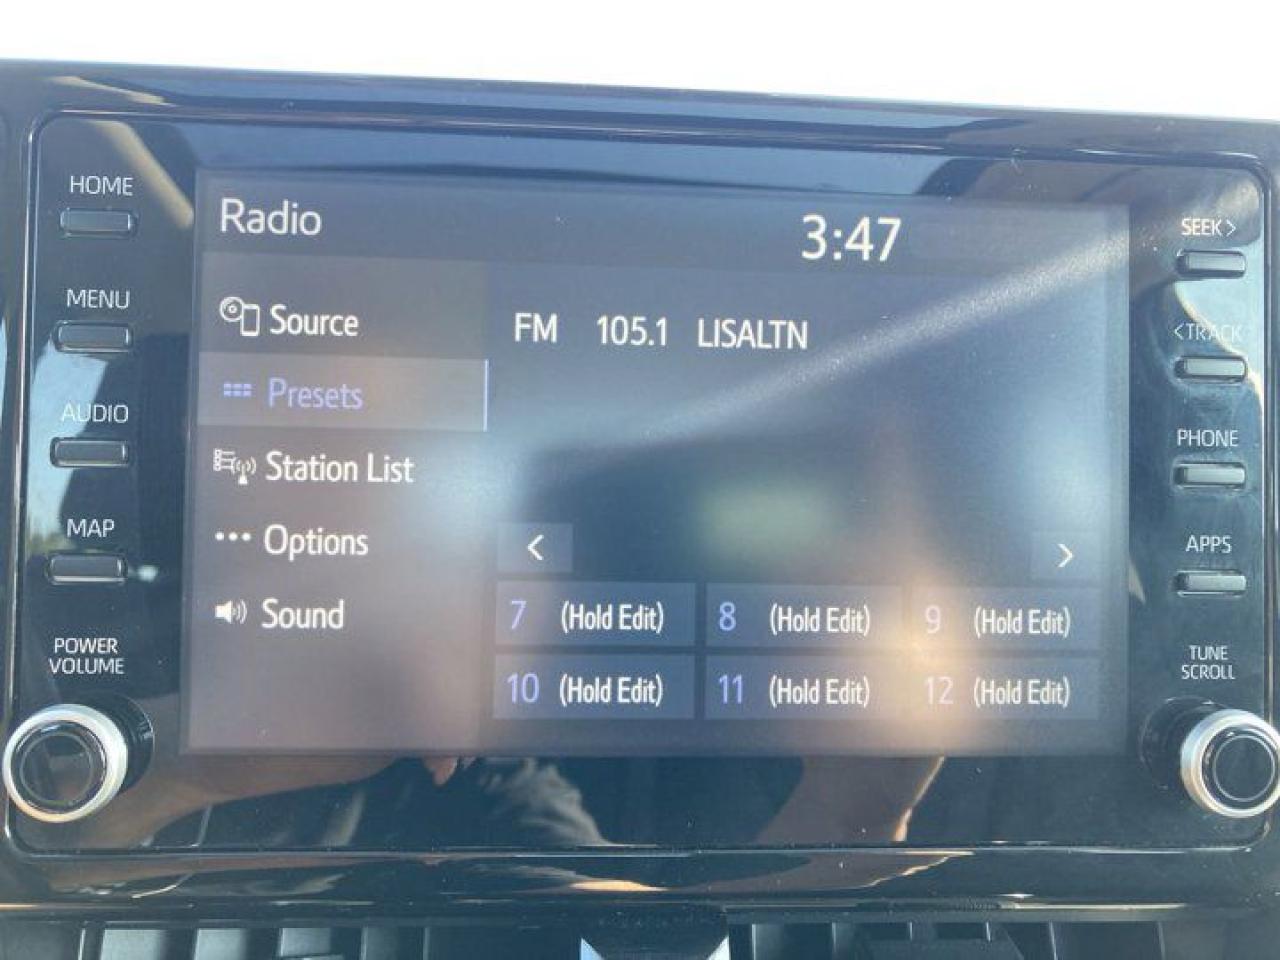 HOME
MENU
AUDIO
MAP
POWER
VOLUME
Radio
3:47
Source
Presets
Station List
Options
Sound
FM 105.1 LISALTN
<
>
7 (Hold Edit)
8 (Hold Edit)
9 (Hold Edit)
10 (Hold Edit)
11 (Hold Edit)
12 (Hold Edit)
SEEK>
<TRACK
PHONE
APPS
TUNE
SCROLL